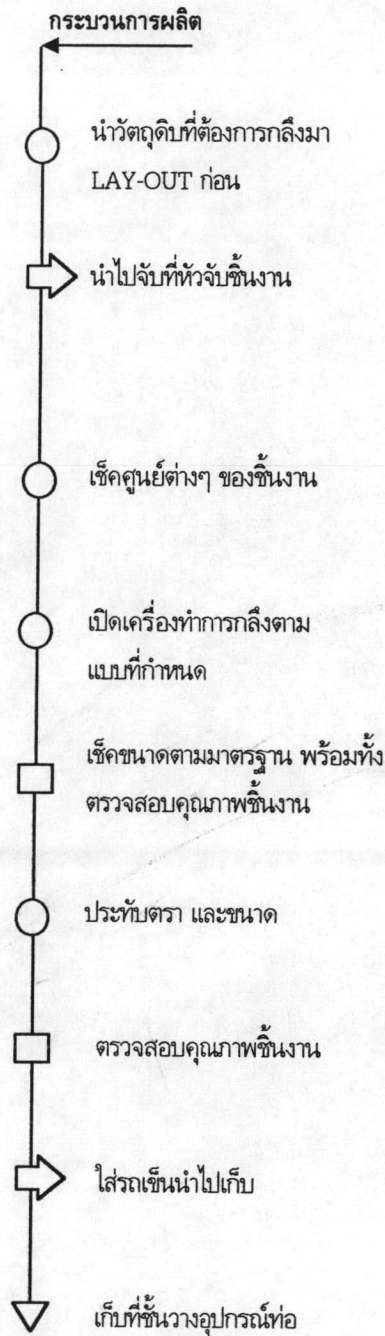 กระบวนการผลิต
นำวัตถุดิบที่ต้องการกลึงมา
LAY-OUT ก่อน
นำไปจับที่หัวจับชิ้นงาน
เช็คศูนย์ต่างๆ ของชิ้นงาน
เปิดเครื่องทำการกลึงตาม
แบบที่กำหนด
เช็คขนาดตามมาตรฐาน พร้อมทั้ง
ตรวจสอบคุณภาพชิ้นงาน
ประทับตรา และขนาด
ตรวจสอบคุณภาพชิ้นงาน
ใส่รถเข็นนำไปเก็บ
เก็บที่ชั้นวางอุปกรณ์ท่อ